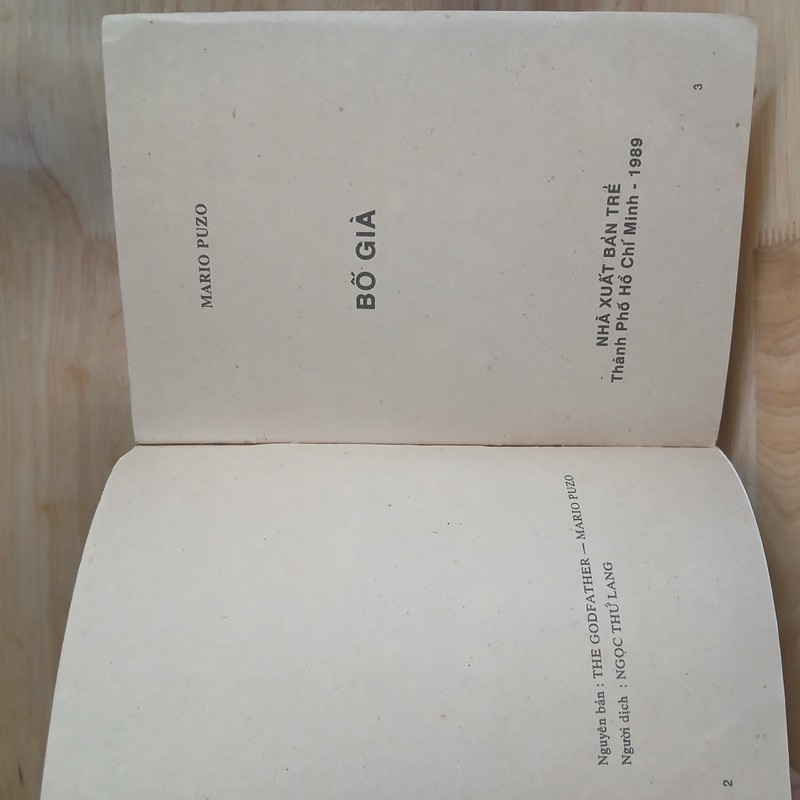 Nguyên bản : THE GODFATHER — MARIO PUZO
Người dịch : NGỌC THỨ LANG
2
MARIO PUZO
BỐ GIÀ
NHÀ XUẤT BẢN TRẺ
Thành Phố Hồ Chí Minh - 1989
3